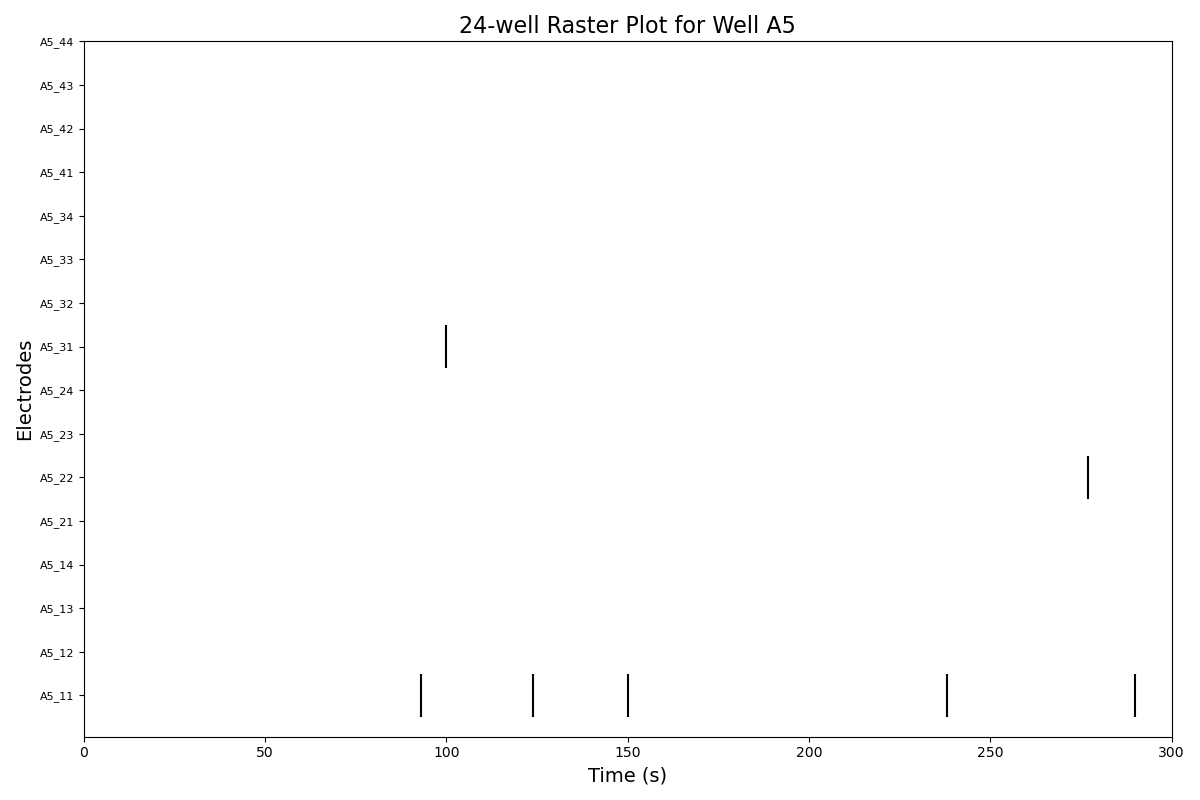 24-well Raster Plot for Well A5
A5_44
A5_43
A5_42
A5_41
A5_34
A5_33
A5_32
A5_31
A5_24
A5_23
A5_22
A5_21
A5_14
A5_13
A5_12
A5_11
Electrodes
0 50 100 150 200 250 300
Time (s)